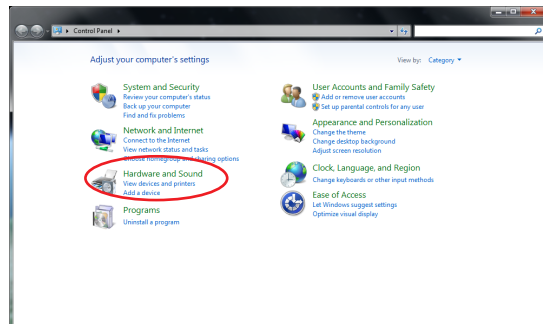 Control Panel
Adjust your computer's settings
View by: Category
System and Security
Review your computer's status
Back up your computer
Find and fix problems
Network and Internet
Connect to the Internet
View network status and tasks
Choose homegroup and sharing options
Hardware and Sound
View devices and printers
Add a device
Programs
Uninstall a program
User Accounts and Family Safety
Add or remove user accounts
Set up parental controls for any user
Appearance and Personalization
Change the theme
Change desktop background
Adjust screen resolution
Clock, Language, and Region
Change keyboards or other input methods
Ease of Access
Let Windows suggest settings
Optimize visual display